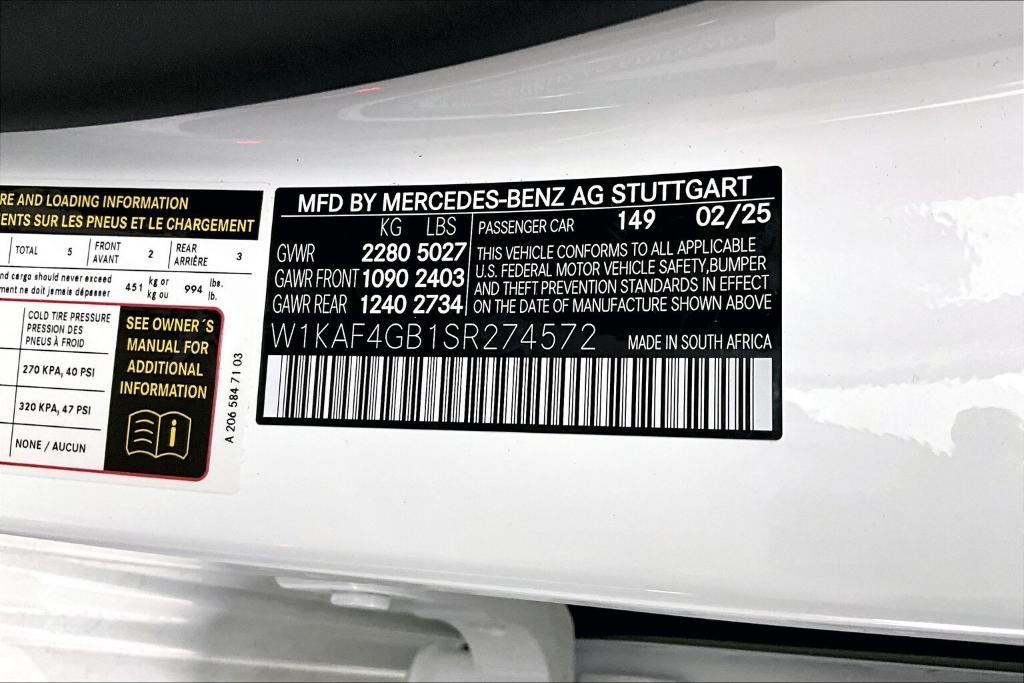 RE AND LOADING INFORMATION
ENTS SUR LES PNEUS ET LE CHARGEMENT
TOTAL 5 FRONT AVANT 2 REAR ARRIÈRE 3
nd cargo should never exceed
ment ne doit jamais dépasser
451 kg or kg ou 994 lbs. lb.
COLD TIRE PRESSURE
PRESSION DES
PNEUS À FROID
270 KPA, 40 PSI
320 KPA, 47 PSI
NONE / AUCUN
SEE OWNER´S
MANUAL FOR
ADDITIONAL
INFORMATION
A 206 584 71 03
MFD BY MERCEDES-BENZ AG STUTTGART
KG LBS
GVWR 2280 5027
GAWR FRONT 1090 2403
GAWR REAR 1240 2734
PASSENGER CAR 149 02/25
THIS VEHICLE CONFORMS TO ALL APPLICABLE
U.S. FEDERAL MOTOR VEHICLE SAFETY,BUMPER
AND THEFT PREVENTION STANDARDS IN EFFECT
ON THE DATE OF MANUFACTURE SHOWN ABOVE
W1KAF4GB1SR274572 MADE IN SOUTH AFRICA